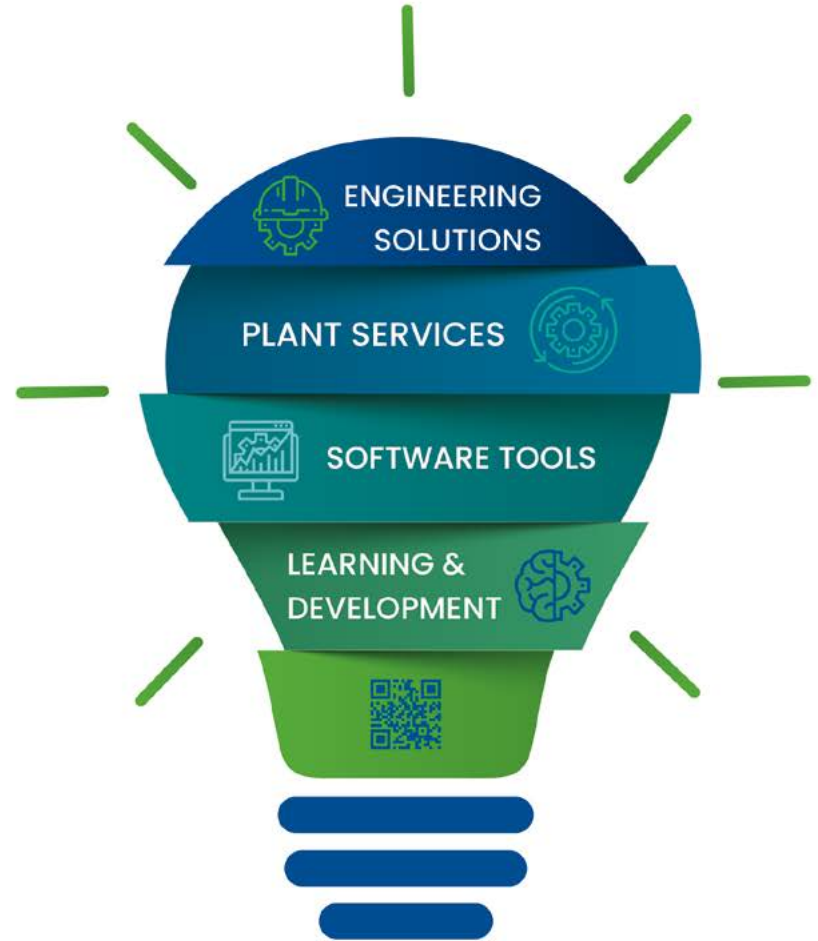 ENGINEERING
SOLUTIONS
PLANT SERVICES
SOFTWARE TOOLS
LEARNING &
DEVELOPMENT